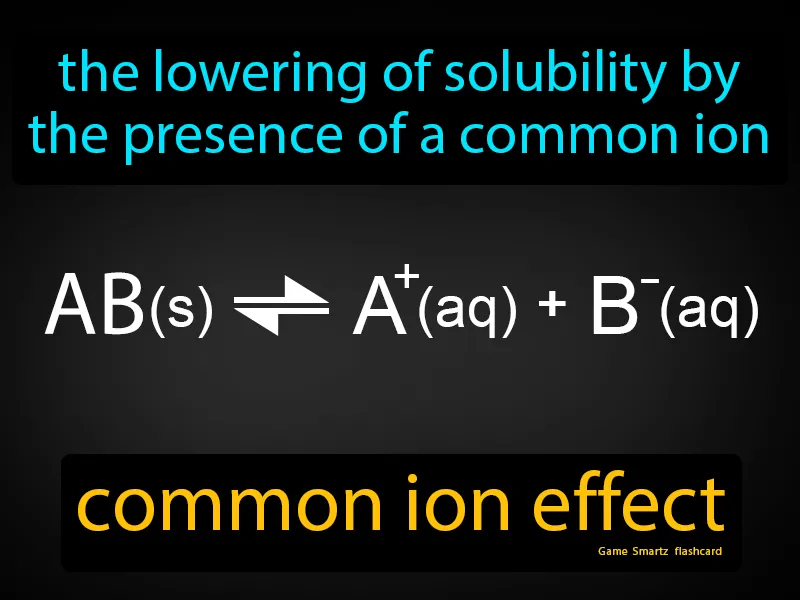 the lowering of solubility by
the presence of a common ion
AB(s) ⇌ A⁺(aq) + B⁻(aq)
common ion effect
Game Smartz flashcard